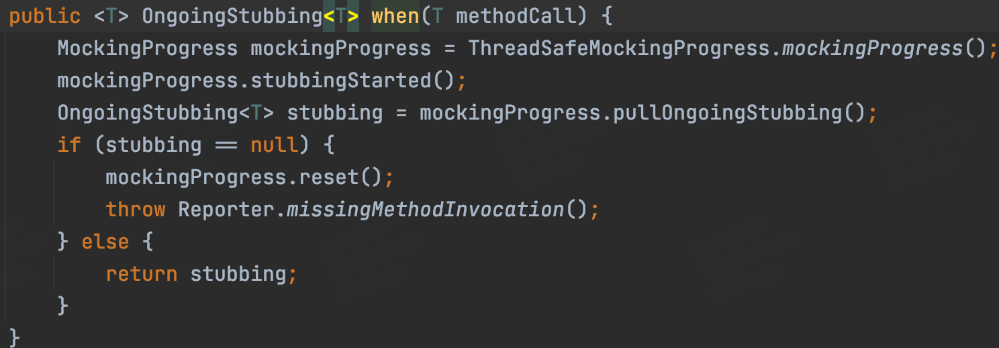 public <T> OngoingStubbing<T> when(T methodCall) {
    MockingProgress mockingProgress = ThreadSafeMockingProgress.mockingProgress();
    mockingProgress.stubbingStarted();
    OngoingStubbing<T> stubbing = mockingProgress.pullOngoingStubbing();
    if (stubbing == null) {
        mockingProgress.reset();
        throw Reporter.missingMethodInvocation();
    } else {
        return stubbing;
    }
}